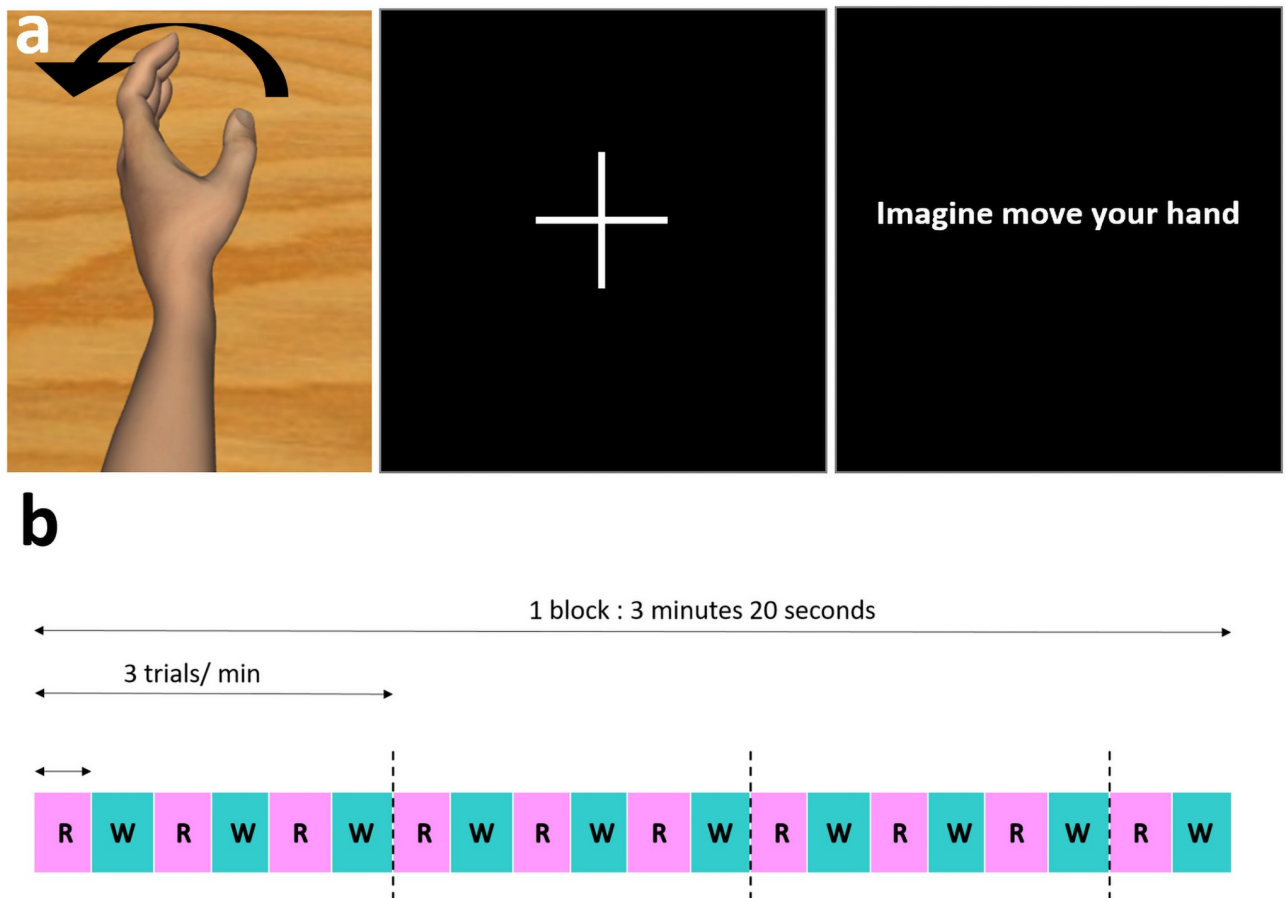 a
Imagine move your hand
b
1 block : 3 minutes 20 seconds
3 trials/ min
R W R W R W R W R W R W R W R W R W R W